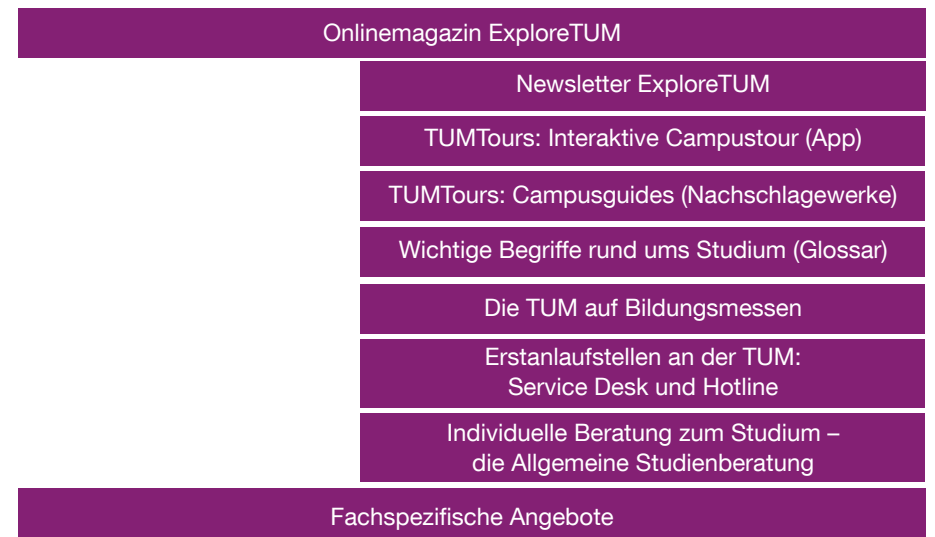 Onlinemagazin ExploreTUM
Newsletter ExploreTUM
TUMTours: Interaktive Campustour (App)
TUMTours: Campusguides (Nachschlagewerke)
Wichtige Begriffe rund ums Studium (Glossar)
Die TUM auf Bildungsmessen
Erstanlaufstellen an der TUM:
Service Desk und Hotline
Individuelle Beratung zum Studium –
die Allgemeine Studienberatung
Fachspezifische Angebote